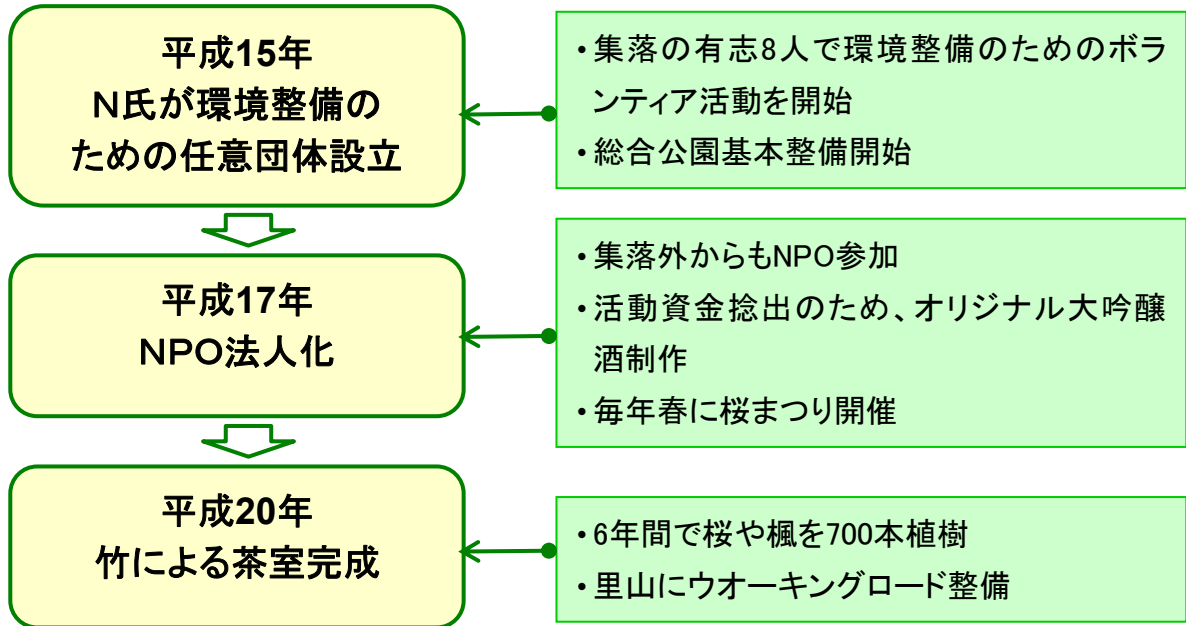 平成15年
N氏が環境整備の
ための任意団体設立
・集落の有志8人で環境整備のためのボラ
ンティア活動を開始
・総合公園基本整備開始
平成17年
NPO法人化
・集落外からもNPO参加
・活動資金捻出のため、オリジナル大吟醸
酒制作
・毎年春に桜まつり開催
平成20年
竹による茶室完成
・6年間で桜や楓を700本植樹
・里山にウオーキングロード整備